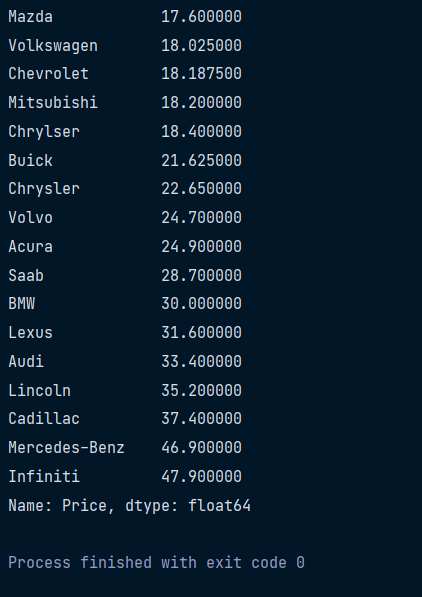 Mazda 17.600000
Volkswagen 18.025000
Chevrolet 18.187500
Mitsubishi 18.200000
Chrylser 18.400000
Buick 21.625000
Chrysler 22.650000
Volvo 24.700000
Acura 24.900000
Saab 28.700000
BMW 30.000000
Lexus 31.600000
Audi 33.400000
Lincoln 35.200000
Cadillac 37.400000
Mercedes-Benz 46.900000
Infiniti 47.900000
Name: Price, dtype: float64
Process finished with exit code 0